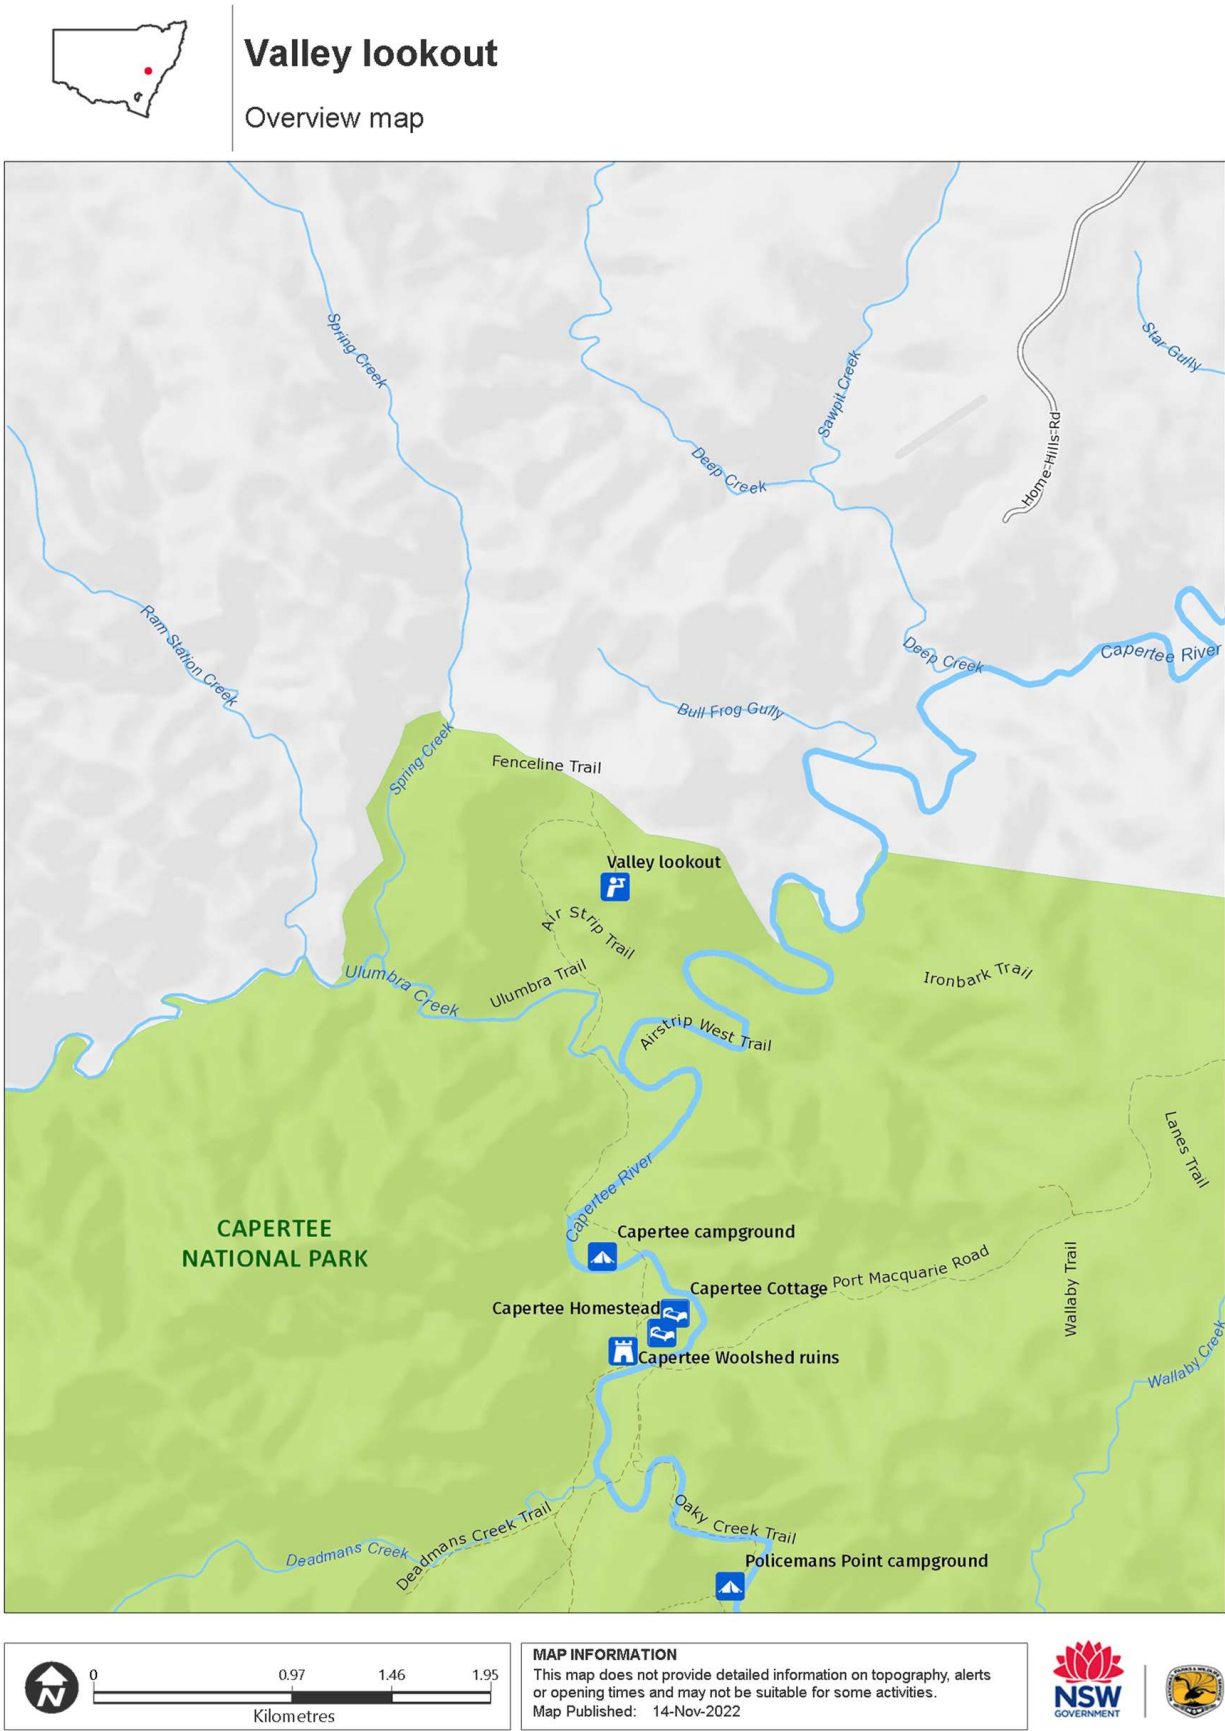 Valley lookout
Overview map
Spring Creek
Star Gully
Sawpit Creek
Deep Creek
Home-Hills-Rd
Ram Station Creek
Deep Creek
Capertee River
Bull Frog Gully
Spring Creek
Fenceline Trail
Valley lookout
Air Strip Trail
Ulumbra Creek
Ulumbra Trail
Ironbark Trail
Airstrip West Trail
Lanes Trail
Capertee River
CAPERTEE
NATIONAL PARK
Capertee campground
Port Macquarie Road
Wallaby Trail
Capertee Cottage
Capertee Homestead
Capertee Woolshed ruins
Wallaby Creek
Oaky Creek Trail
Deadmans Creek
Deadmans Creek Trail
Policemans Point campground
N
0 0.97 1.46 1.95
Kilometres
MAP INFORMATION
This map does not provide detailed information on topography, alerts
or opening times and may not be suitable for some activities.
Map Published: 14-Nov-2022
NSW
GOVERNMENT